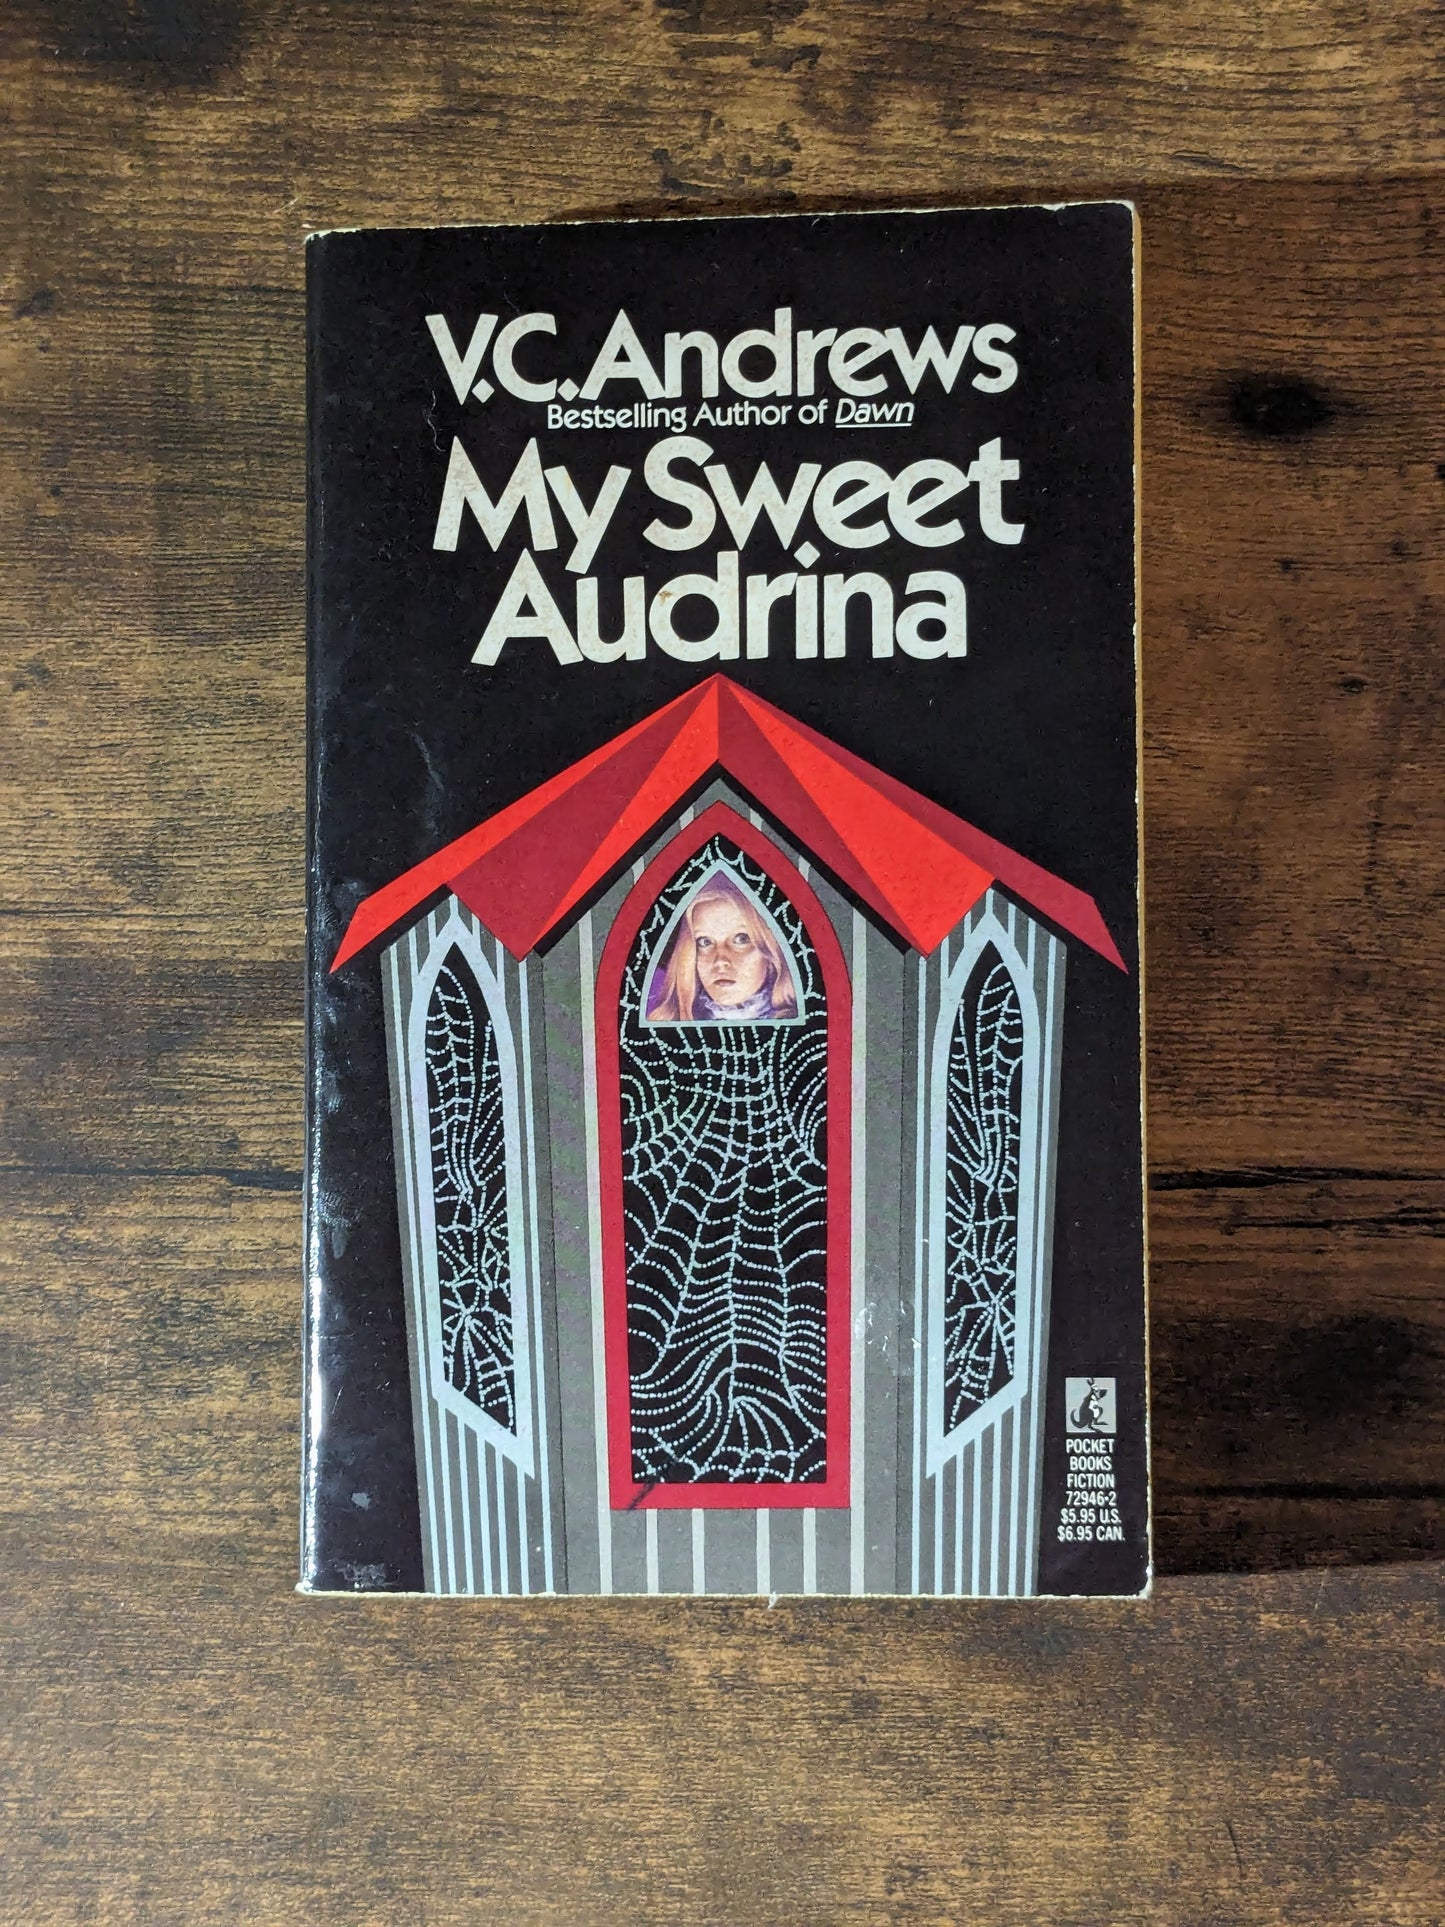 V.C. Andrews
Bestselling Author of Dawn
My Sweet
Audrina
POCKET
BOOKS
FICTION
72946-2
$5.95 U.S.
$6.95 CAN.